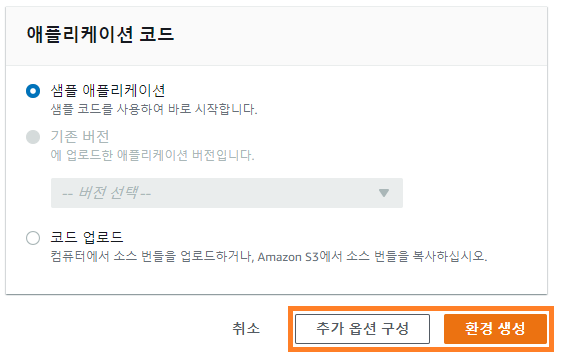 애플리케이션 코드
샘플 애플리케이션
샘플 코드를 사용하여 바로 시작합니다.
기존 버전
에 업로드한 애플리케이션 버전입니다.
-- 버전 선택 --
코드 업로드
컴퓨터에서 소스 번들을 업로드하거나, Amazon S3에서 소스 번들을 복사하십시오.
취소 추가 옵션 구성 환경 생성